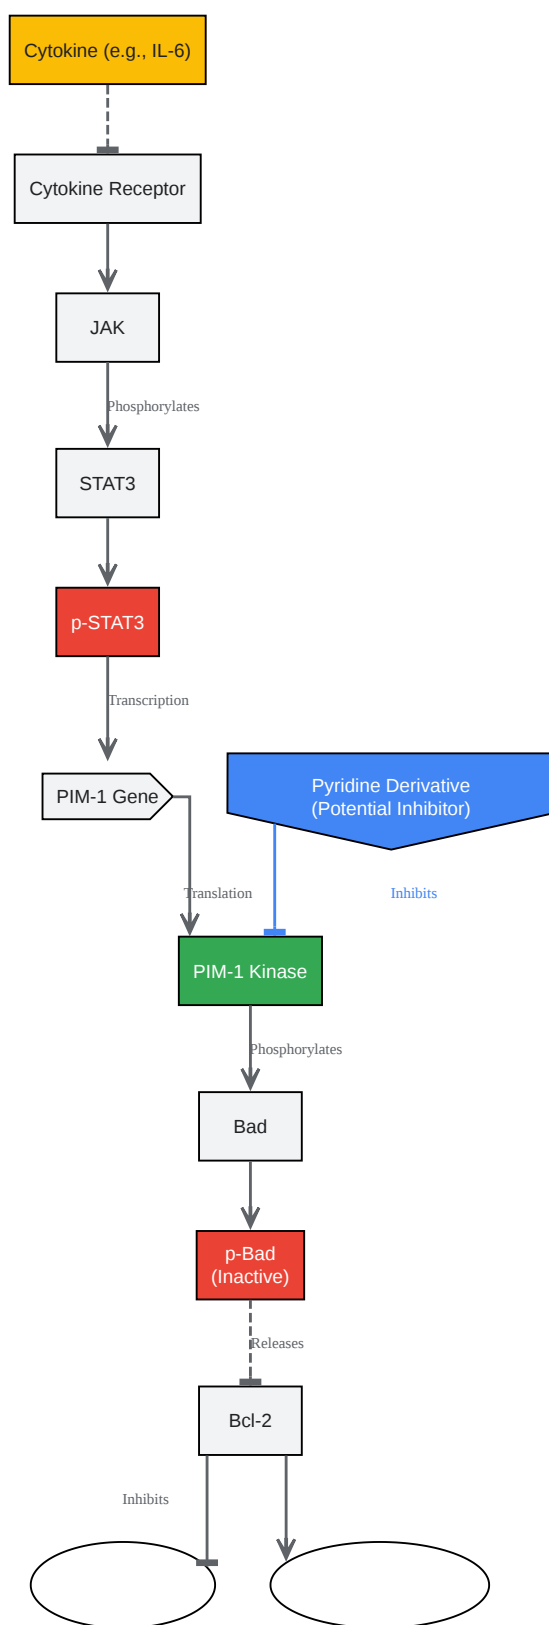 Cytokine (e.g., IL-6)
Cytokine Receptor
JAK
Phosphorylates
STAT3
p-STAT3
Transcription
PIM-1 Gene
Pyridine Derivative
(Potential Inhibitor)
Translation
Inhibits
PIM-1 Kinase
Phosphorylates
Bad
p-Bad
(Inactive)
Releases
Bcl-2
Inhibits